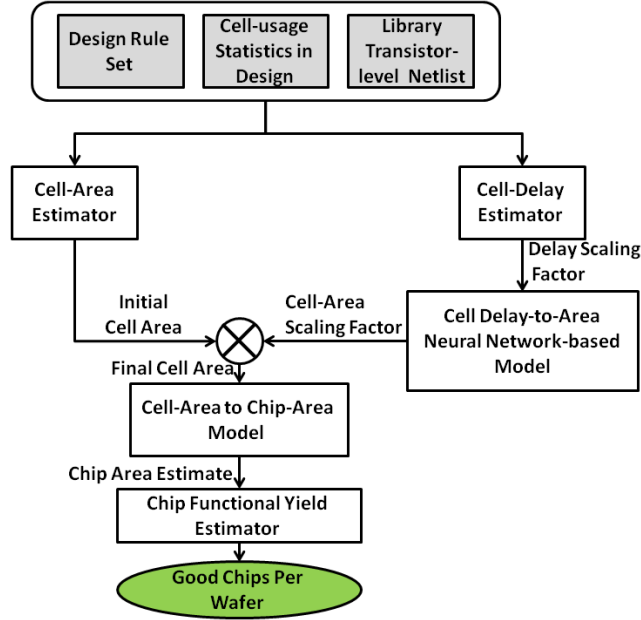 Design Rule
Set
Cell-usage
Statistics in
Design
Library
Transistor-
level Netlist
Cell-Area
Estimator
Cell-Delay
Estimator
Delay Scaling
Factor
Initial
Cell Area
Cell-Area
Scaling Factor
Cell Delay-to-Area
Neural Network-based
Model
Final Cell Area
Cell-Area to Chip-Area
Model
Chip Area Estimate
Chip Functional Yield
Estimator
Good Chips Per
Wafer